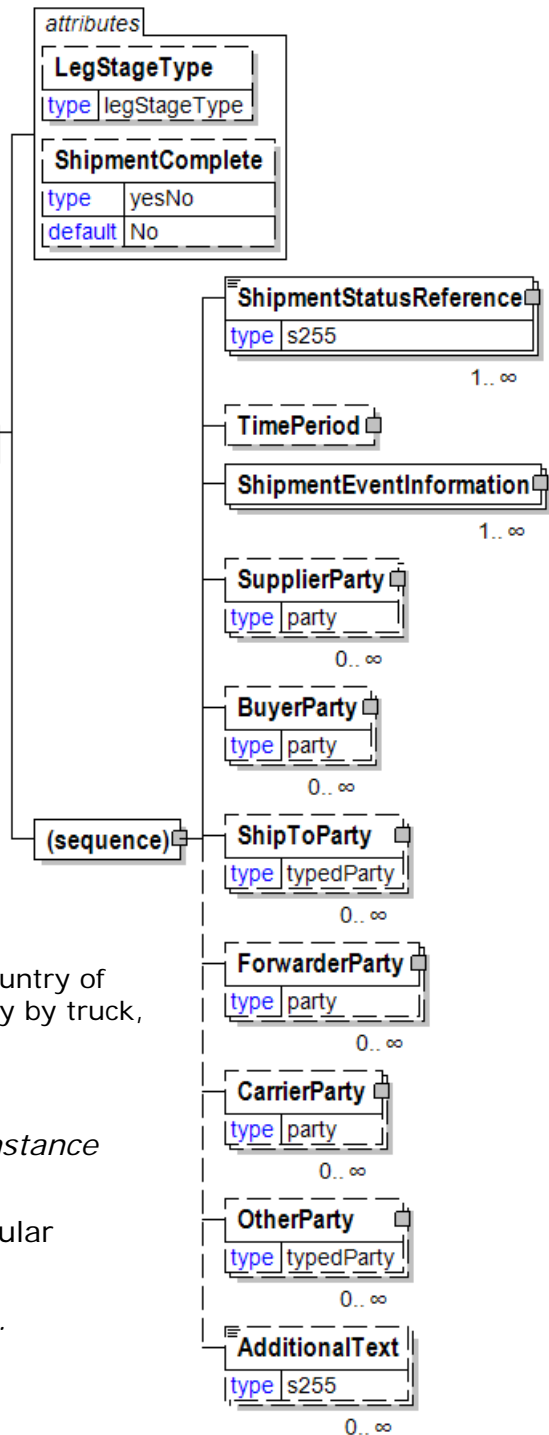 attributes
LegStageType
type legStageType
ShipmentComplete
type yesNo
default No
ShipmentStatusReference
type s255
1.. ∞
TimePeriod
ShipmentEventInformation
1.. ∞
SupplierParty
type party
0.. ∞
BuyerParty
type party
0.. ∞
(sequence)
ShipToParty
type typedParty
0.. ∞
ForwarderParty
type party
0.. ∞
CarrierParty
type party
0.. ∞
OtherParty
type typedParty
0.. ∞
AdditionalText
type s255
0.. ∞
untry of
y by truck,
nstance
ular
.